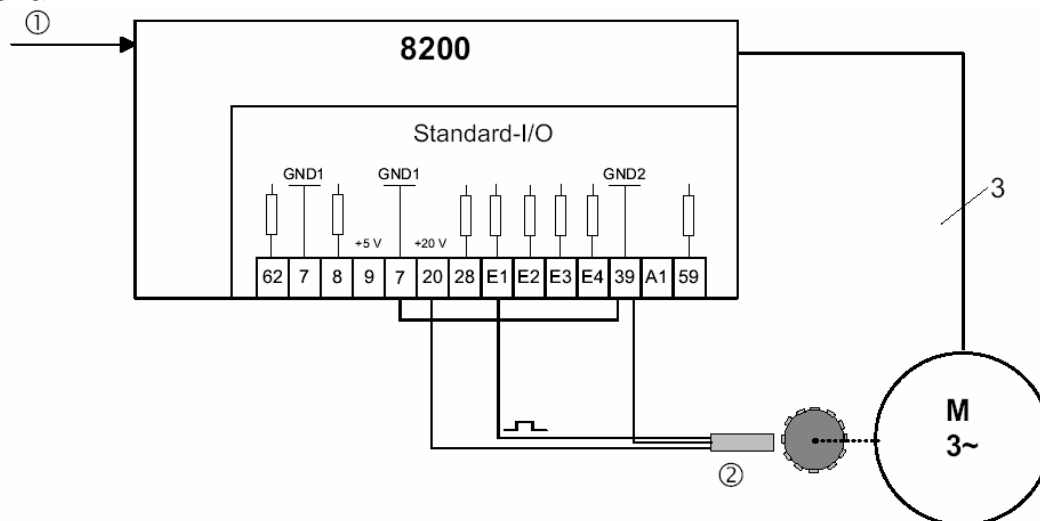 ①
8200
Standard-I/O
GND1 GND1 GND2
+5 V +20 V
62 7 8 9 7 20 28 E1 E2 E3 E4 39 A1 59
3
M
3~
②